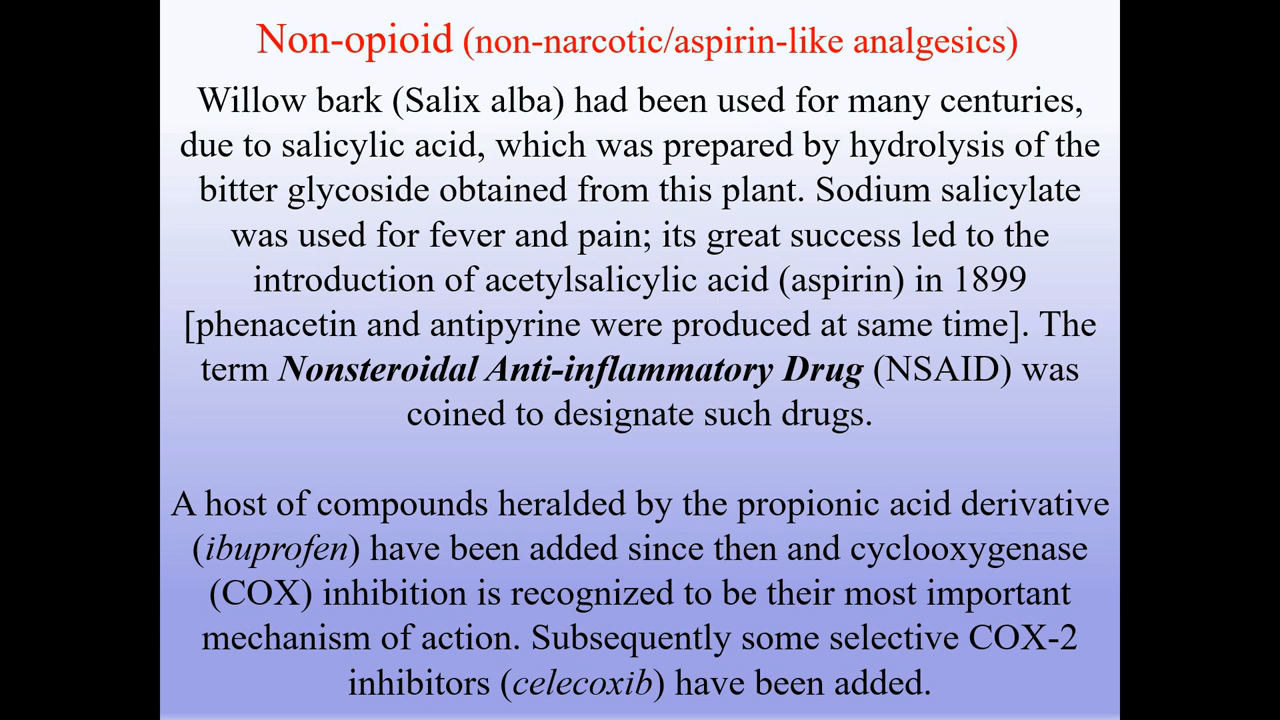 Non-opioid (non-narcotic/aspirin-like analgesics)
Willow bark (Salix alba) had been used for many centuries,
due to salicylic acid, which was prepared by hydrolysis of the
bitter glycoside obtained from this plant. Sodium salicylate
was used for fever and pain; its great success led to the
introduction of acetylsalicylic acid (aspirin) in 1899
[phenacetin and antipyrine were produced at same time]. The
term Nonsteroidal Anti-inflammatory Drug (NSAID) was
coined to designate such drugs.
A host of compounds heralded by the propionic acid derivative
(ibuprofen) have been added since then and cyclooxygenase
(COX) inhibition is recognized to be their most important
mechanism of action. Subsequently some selective COX-2
inhibitors (celecoxib) have been added.